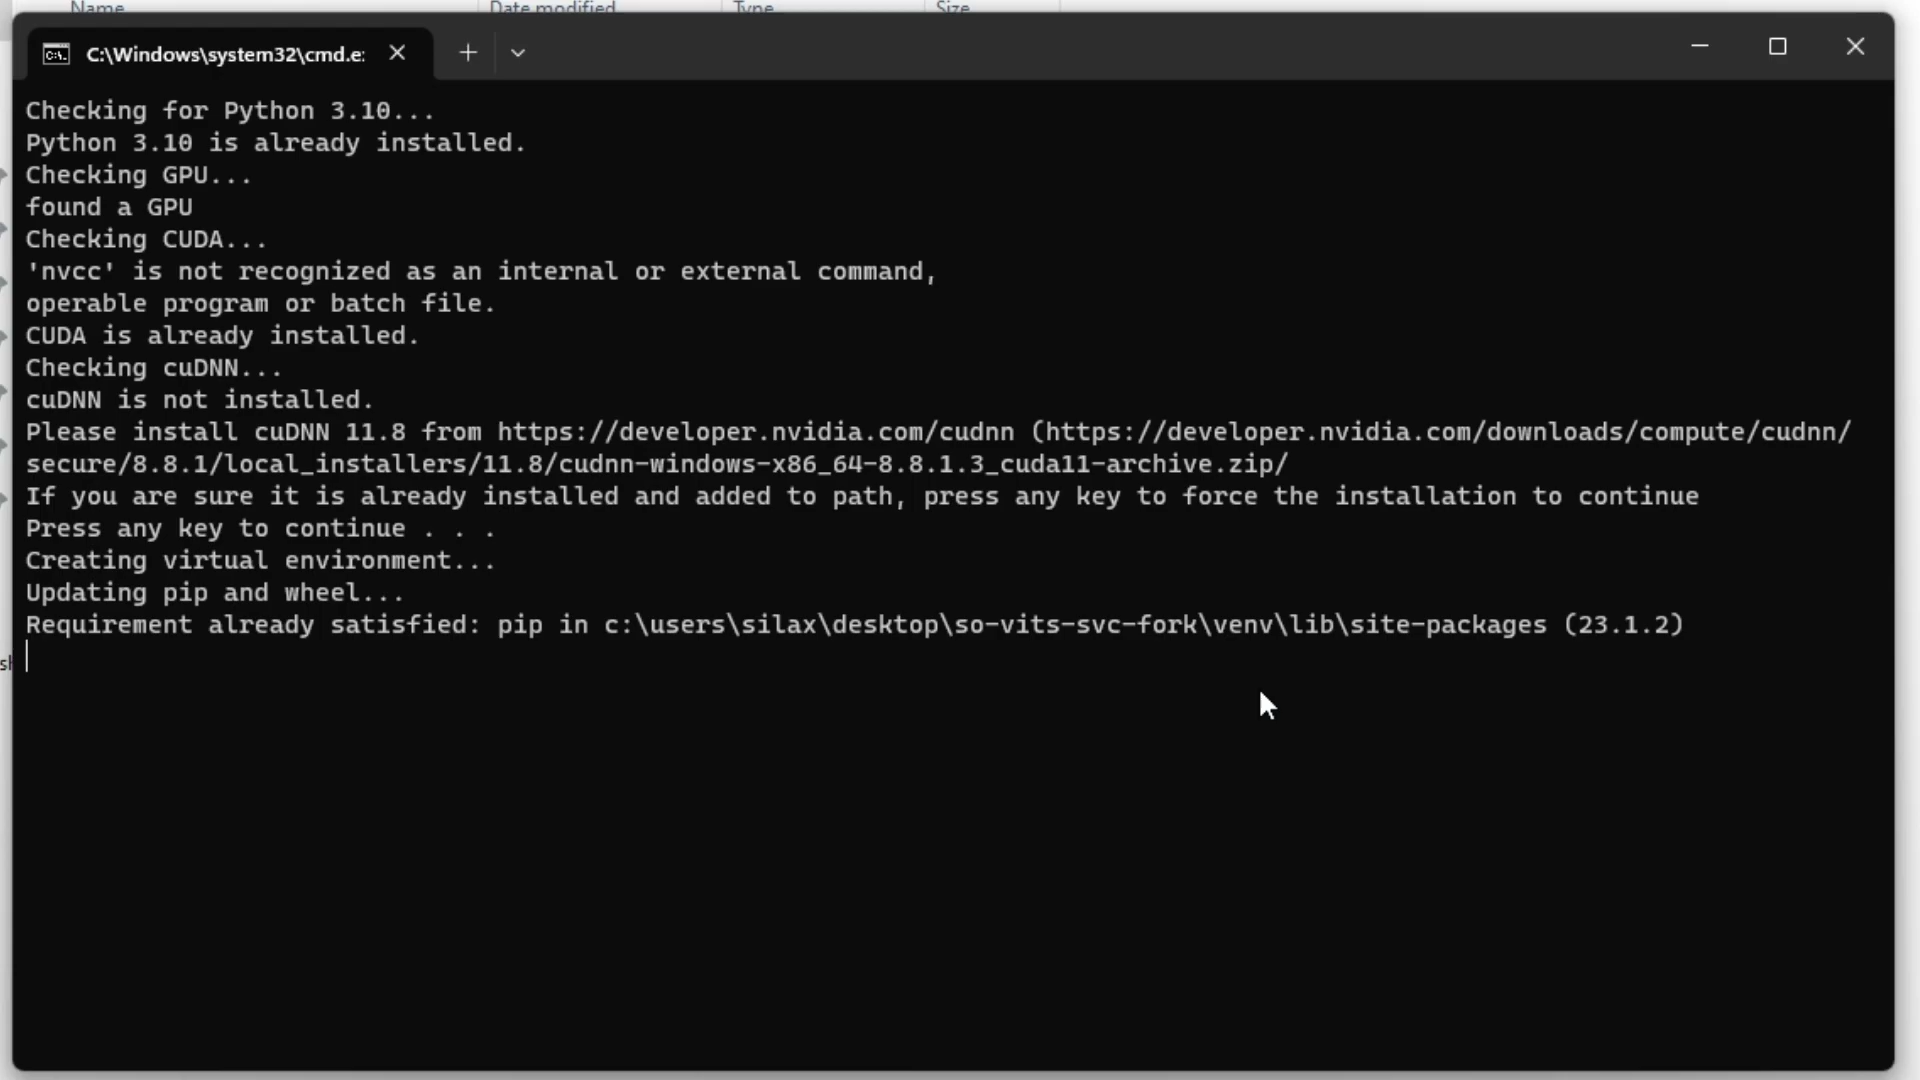 Name Date modified Type Size
C:\Windows\system32\cmd.e:
Checking for Python 3.10...
Python 3.10 is already installed.
Checking GPU...
found a GPU
Checking CUDA...
'nvcc' is not recognized as an internal or external command,
operable program or batch file.
CUDA is already installed.
Checking cuDNN...
cuDNN is not installed.
Please install cuDNN 11.8 from https://developer.nvidia.com/cudnn (https://developer.nvidia.com/downloads/compute/cudnn/
secure/8.8.1/local_installers/11.8/cudnn-windows-x86_64-8.8.1.3_cuda11-archive.zip/
If you are sure it is already installed and added to path, press any key to force the installation to continue
Press any key to continue . . .
Creating virtual environment...
Updating pip and wheel...
Requirement already satisfied: pip in c:\users\silax\desktop\so-vits-svc-fork\venv\lib\site-packages (23.1.2)